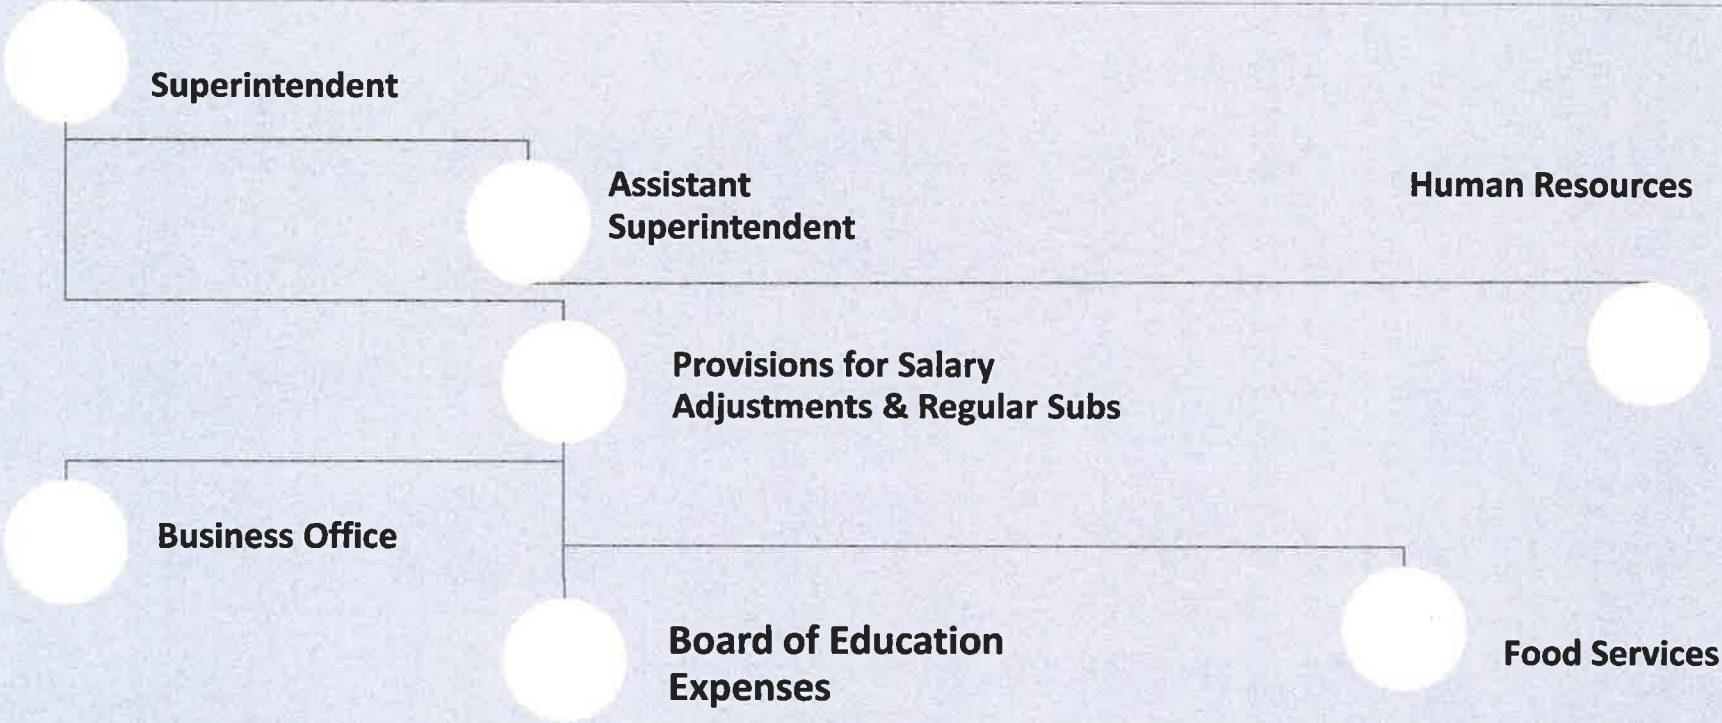 Superintendent
Assistant
Superintendent
Human Resources
Provisions for Salary
Adjustments & Regular Subs
Business Office
Board of Education
Expenses
Food Services